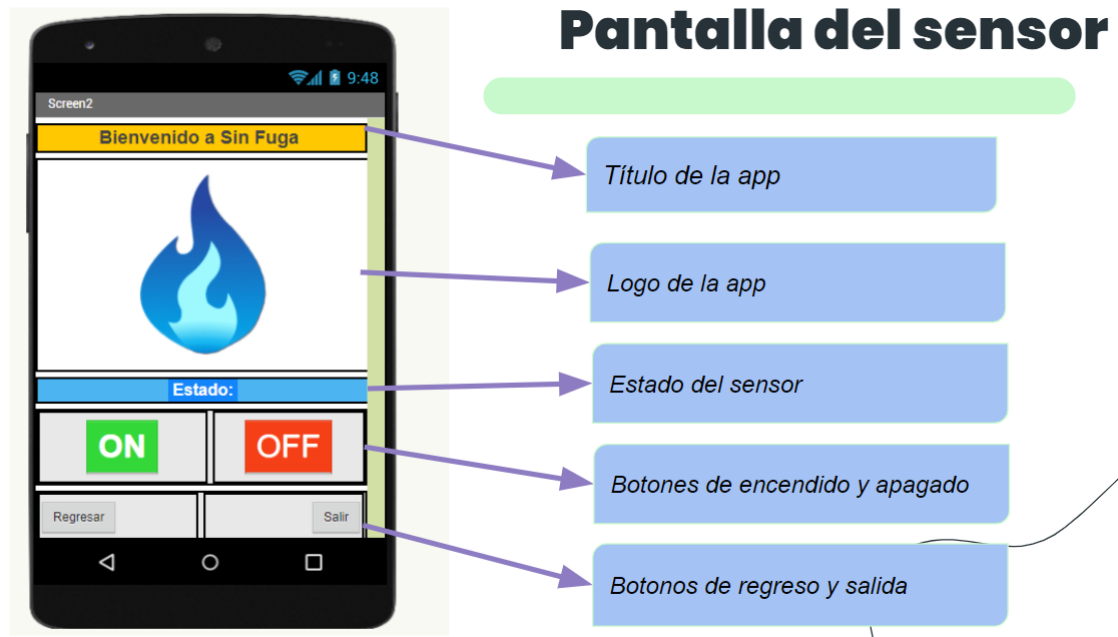 Pantalla del sensor
9:48
Screen2
Bienvenido a Sin Fuga
Título de la app
Logo de la app
Estado:
Estado del sensor
ON
OFF
Botones de encendido y apagado
Regresar
Salir
Botonos de regreso y salida